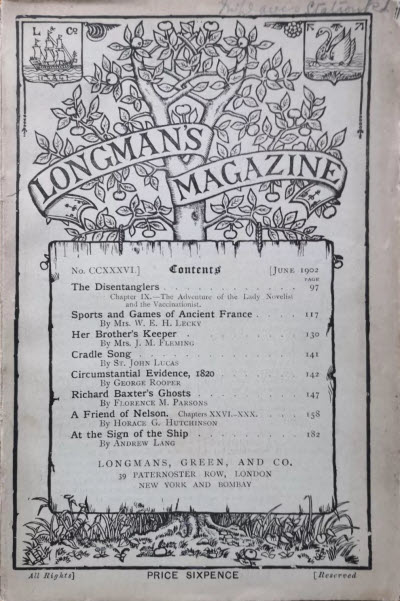 L Co
LONGMAN'S
MAGAZINE
No. CCXXXVI.] Contents [JUNE 1902
PAGE
The Disentanglers . . . . . . . . . . . 97
Chapter IX.—The Adventure of the Lady Novelist
and the Vaccinationist.
Sports and Games of Ancient France . . . 117
By MRS. W. E. H. LECKY
Her Brother's Keeper . . . . . . . . . . 130
By MRS. J. M. FLEMING
Cradle Song . . . . . . . . . . . . . 141
By ST. JOHN LUCAS
Circumstantial Evidence, 1820 . . . . . . 142
By GEORGE ROOPER
Richard Baxter's Ghosts . . . . . . . . 147
By FLORENCE M. PARSONS
A Friend of Nelson. Chapters XXVI.-XXX. . . . 158
By HORACE G. HUTCHINSON
At the Sign of the Ship . . . . . . . . . 182
By ANDREW LANG
LONGMANS, GREEN, AND CO.
39 PATERNOSTER ROW, LONDON
NEW YORK AND BOMBAY
All Rights] PRICE SIXPENCE [Reserved